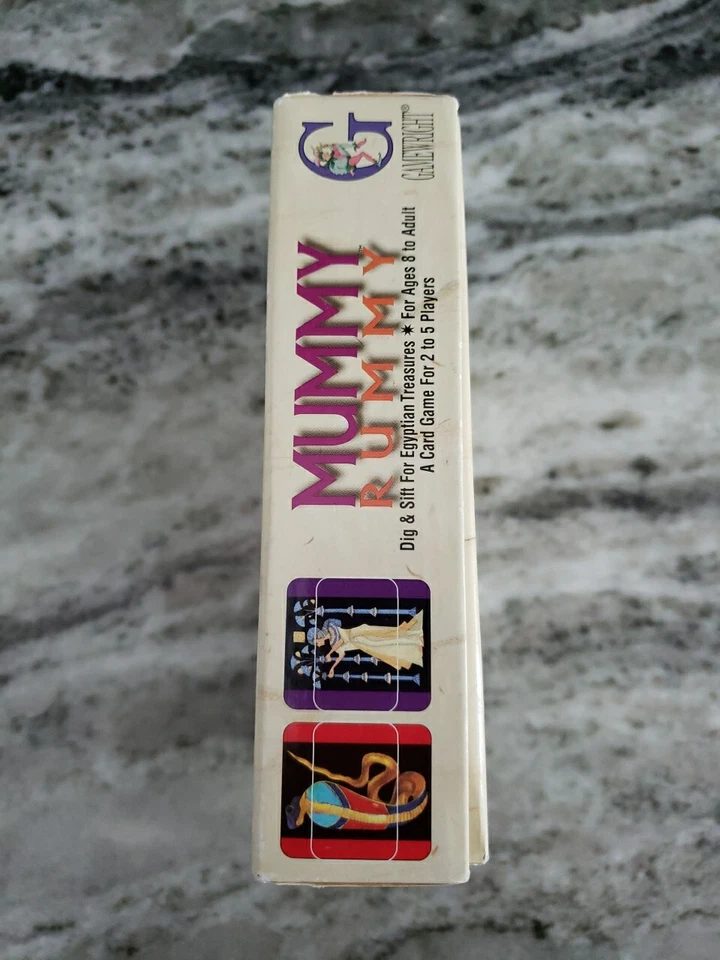 MUMMY™
RUMMY
Dig & Sift For Egyptian Treasures ✷ For Ages 8 to Adult
A Card Game For 2 to 5 Players
G
GAMEWRIGHT®